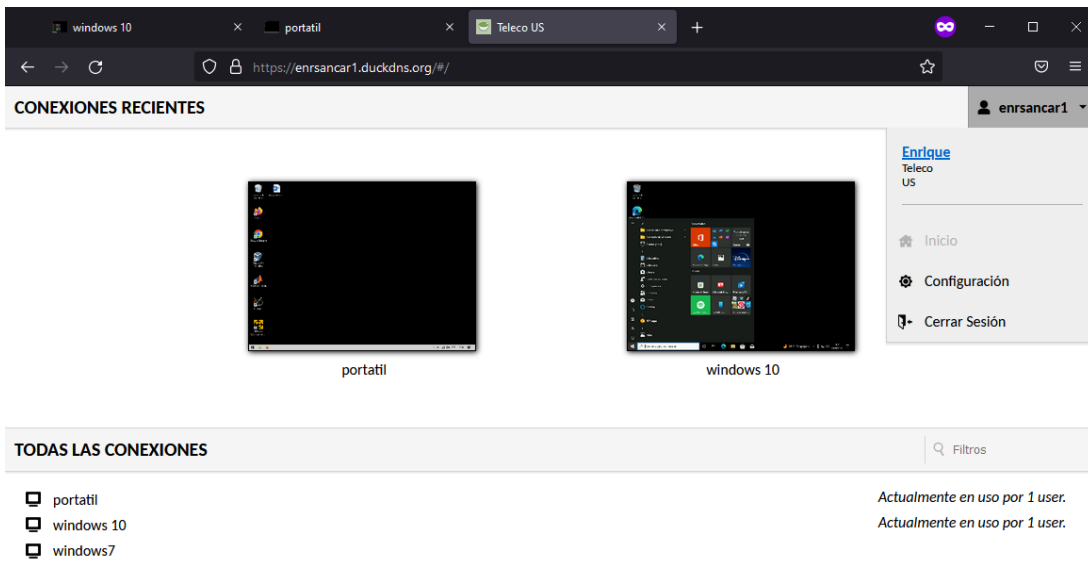 windows 10
portatil
Teleco US
https://enrsancar1.duckdns.org/#/
CONEXIONES RECIENTES
enrsancar1
Enrique
Teleco
US
Inicio
Configuración
Cerrar Sesión
portatil
windows 10
TODAS LAS CONEXIONES
Filtros
portatil
Actualmente en uso por 1 user.
windows 10
Actualmente en uso por 1 user.
windows7